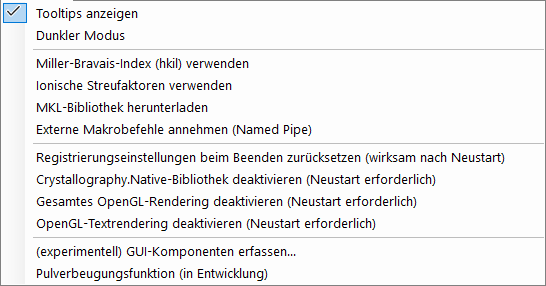 Tooltips anzeigen
Dunkler Modus
Miller-Bravais-Index (hkil) verwenden
Ionische Streufaktoren verwenden
MKL-Bibliothek herunterladen
Externe Makrobefehle annehmen (Named Pipe)
Registrierungseinstellungen beim Beenden zurücksetzen (wirksam nach Neustart)
Crystallography.Native-Bibliothek deaktivieren (Neustart erforderlich)
Gesamtes OpenGL-Rendering deaktivieren (Neustart erforderlich)
OpenGL-Textrendering deaktivieren (Neustart erforderlich)
(experimentell) GUI-Komponenten erfassen...
Pulverbeugungsfunktion (in Entwicklung)